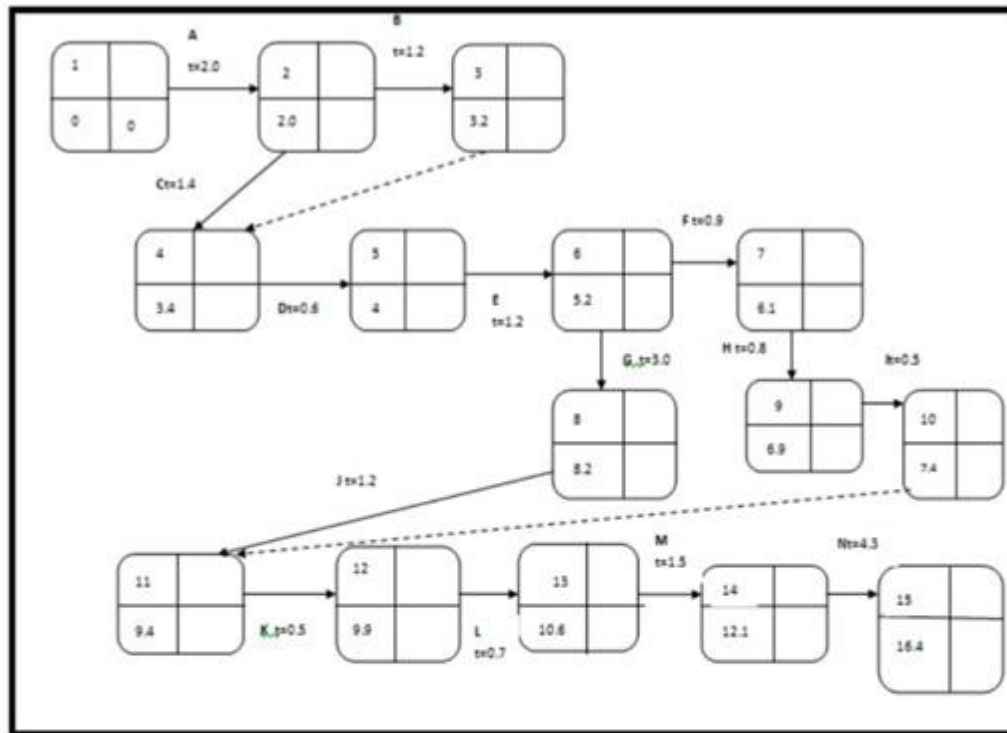 A
t=2.0
B
t=1.2
1
0 0
2
2.0
3
3.2
Ct=1.4
4
3.4
Dt=0.6
5
4
E
t=1.2
6
5.2
F t=0.9
7
6.1
G, t=3.0
H t=0.8
It=0.5
8
8.2
9
6.9
10
7.4
J t=1.2
11
9.4
K, t=0.5
12
9.9
L
t=0.7
13
10.6
M
t=1.5
14
12.1
Nt=4.3
15
16.4